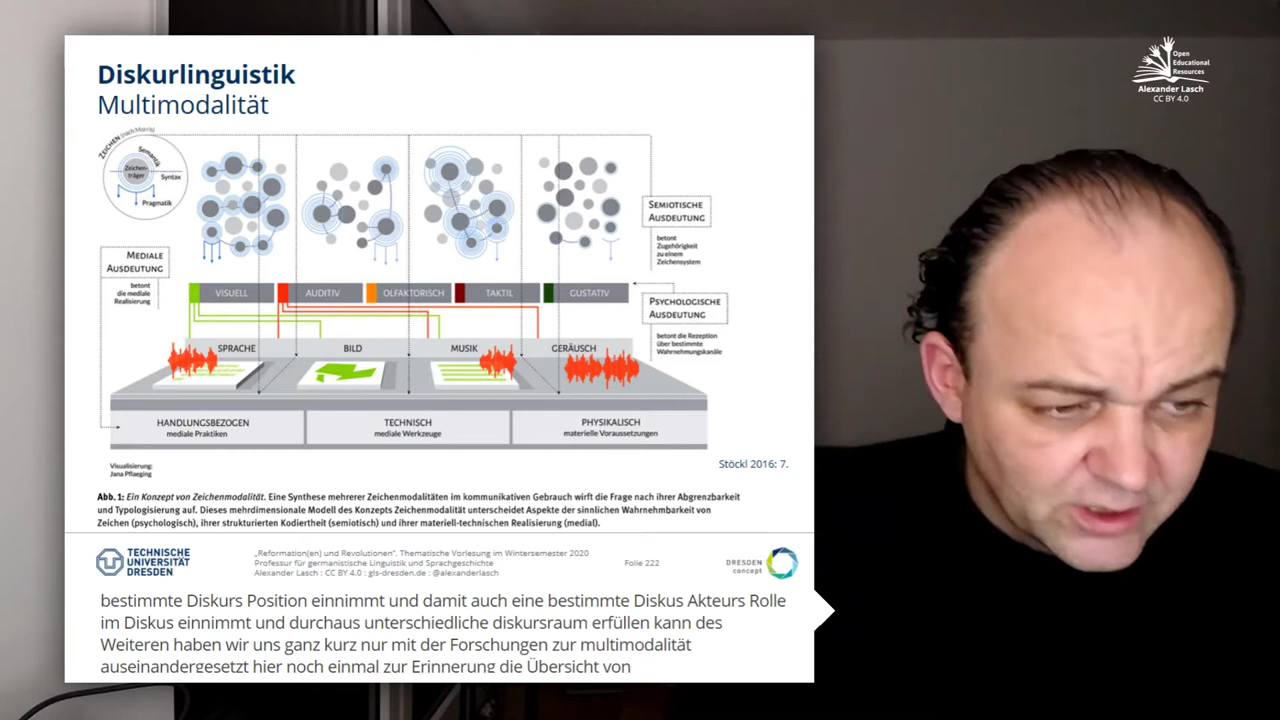 Open
Educational
Resources
Alexander Lasch
CC BY 4.0
Diskurlinguistik
Multimodalität
ZEICHEN (nach Morris)
Semantik
Zeichen-
träger
Syntax
Pragmatik
SEMIOTISCHE
AUSDEUTUNG
betont
Zugehörigkeit
zu einem
Zeichensystem
MEDIALE
AUSDEUTUNG
betont
die mediale
Realisierung
VISUELL
AUDITIV
OLFAKTORISCH
TAKTIL
GUSTATIV
PSYCHOLOGISCHE
AUSDEUTUNG
betont die Rezeption
über bestimmte
Wahrnehmungskanäle
SPRACHE
BILD
MUSIK
GERÄUSCH
HANDLUNGSBEZOGEN
mediale Praktiken
TECHNISCH
mediale Werkzeuge
PHYSIKALISCH
materielle Voraussetzungen
Visualisierung:
Jana Pflaeging
Stöckl 2016: 7.
Abb. 1: Ein Konzept von Zeichenmodalität. Eine Synthese mehrerer Zeichenmodalitäten im kommunikativen Gebrauch wirft die Frage nach ihrer Abgrenzbarkeit
und Typologisierung auf. Dieses mehrdimensionale Modell des Konzepts Zeichenmodalität unterscheidet Aspekte der sinnlichen Wahrnehmbarkeit von
Zeichen (psychologisch), ihrer strukturierten Kodiertheit (semiotisch) und ihrer materiell-technischen Realisierung (medial).
TECHNISCHE
UNIVERSITÄT
DRESDEN
„Reformation(en) und Revolutionen“. Thematische Vorlesung im Wintersemester 2020
Professur für germanistische Linguistik und Sprachgeschichte
Alexander Lasch : CC BY 4.0 : gls-dresden.de : @alexanderlasch
Folie 222
DRESDEN
concept
bestimmte Diskurs Position einnimmt und damit auch eine bestimmte Diskus Akteurs Rolle
im Diskus einnimmt und durchaus unterschiedliche diskursraum erfüllen kann des
Weiteren haben wir uns ganz kurz nur mit der Forschungen zur multimodalität
auseinandergesetzt hier noch einmal zur Erinnerung die Übersicht von